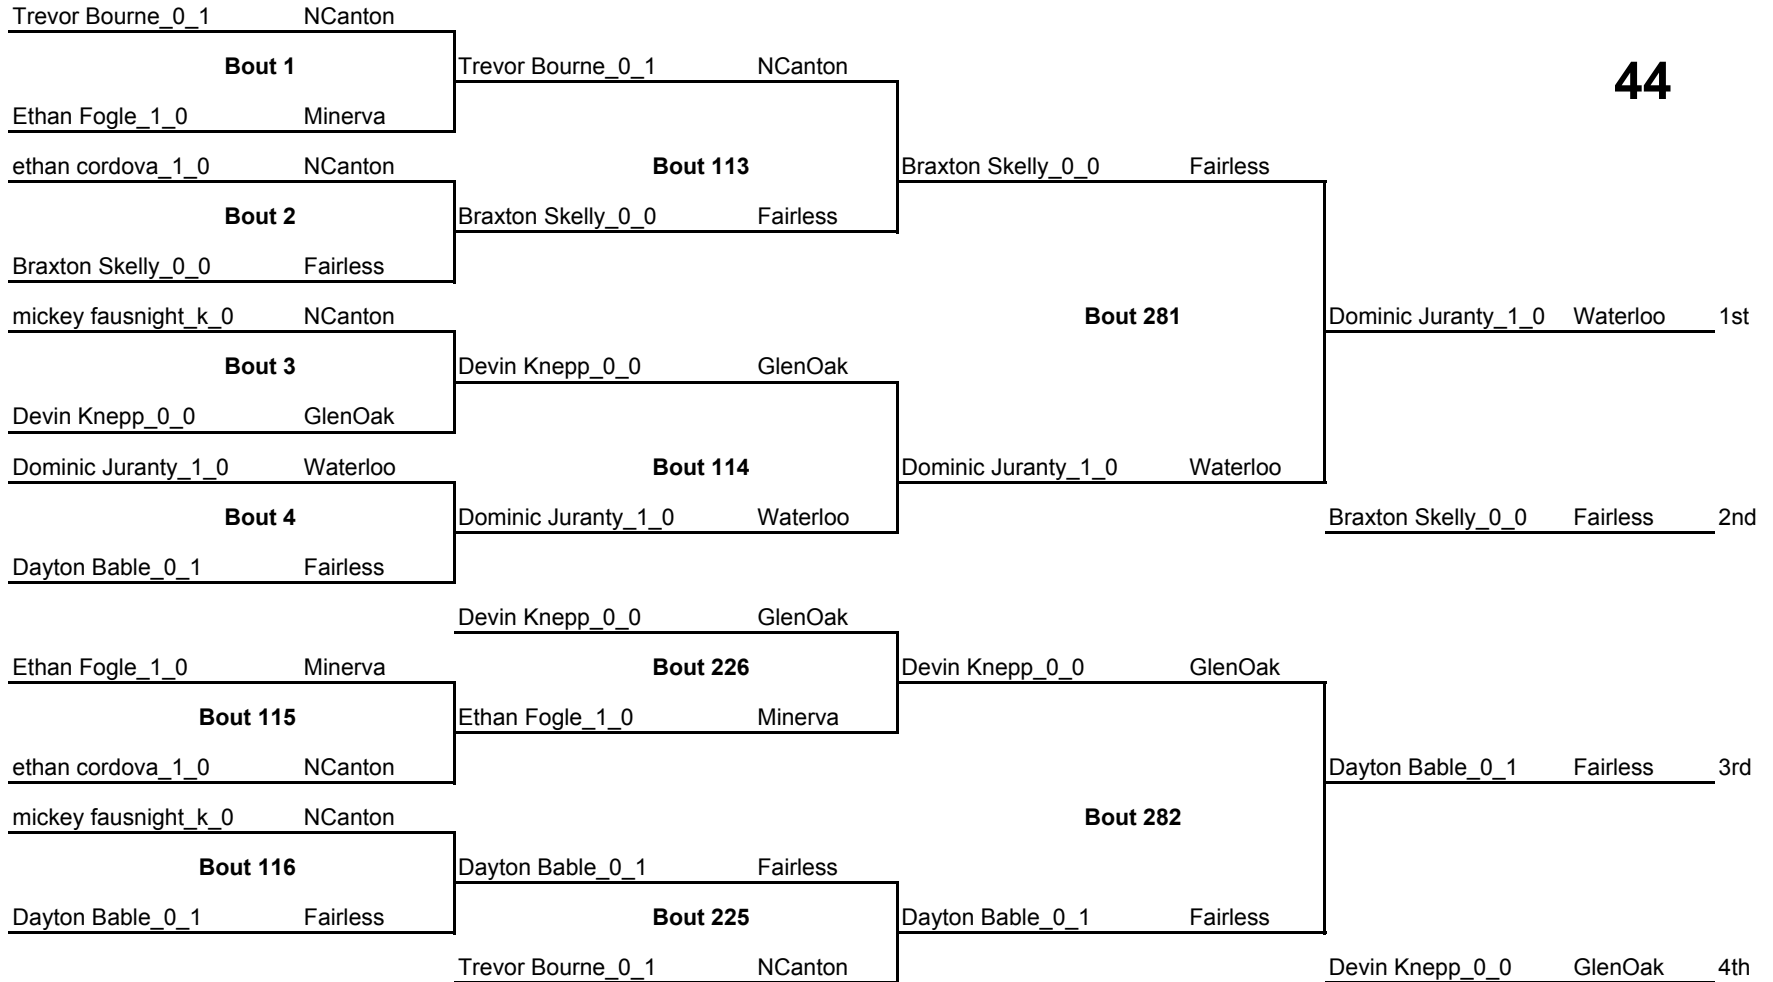 Trevor Bourne_0_1 NCanton
Bout 1 Trevor Bourne_0_1 NCanton
44
Ethan Fogle_1_0 Minerva
ethan cordova_1_0 NCanton Bout 113 Braxton Skelly_0_0 Fairless
Bout 2 Braxton Skelly_0_0 Fairless
Braxton Skelly_0_0 Fairless
mickey fausnight_k_0 NCanton Bout 281 Dominic Juranty_1_0 Waterloo 1st
Bout 3 Devin Knepp_0_0 GlenOak
Devin Knepp_0_0 GlenOak
Dominic Juranty_1_0 Waterloo Bout 114 Dominic Juranty_1_0 Waterloo
Bout 4 Dominic Juranty_1_0 Waterloo Braxton Skelly_0_0 Fairless 2nd
Dayton Bable_0_1 Fairless
Devin Knepp_0_0 GlenOak
Ethan Fogle_1_0 Minerva Bout 226 Devin Knepp_0_0 GlenOak
Bout 115 Ethan Fogle_1_0 Minerva
ethan cordova_1_0 NCanton Dayton Bable_0_1 Fairless 3rd
mickey fausnight_k_0 NCanton Bout 282
Bout 116 Dayton Bable_0_1 Fairless
Dayton Bable_0_1 Fairless Bout 225 Dayton Bable_0_1 Fairless
Trevor Bourne_0_1 NCanton Devin Knepp_0_0 GlenOak 4th